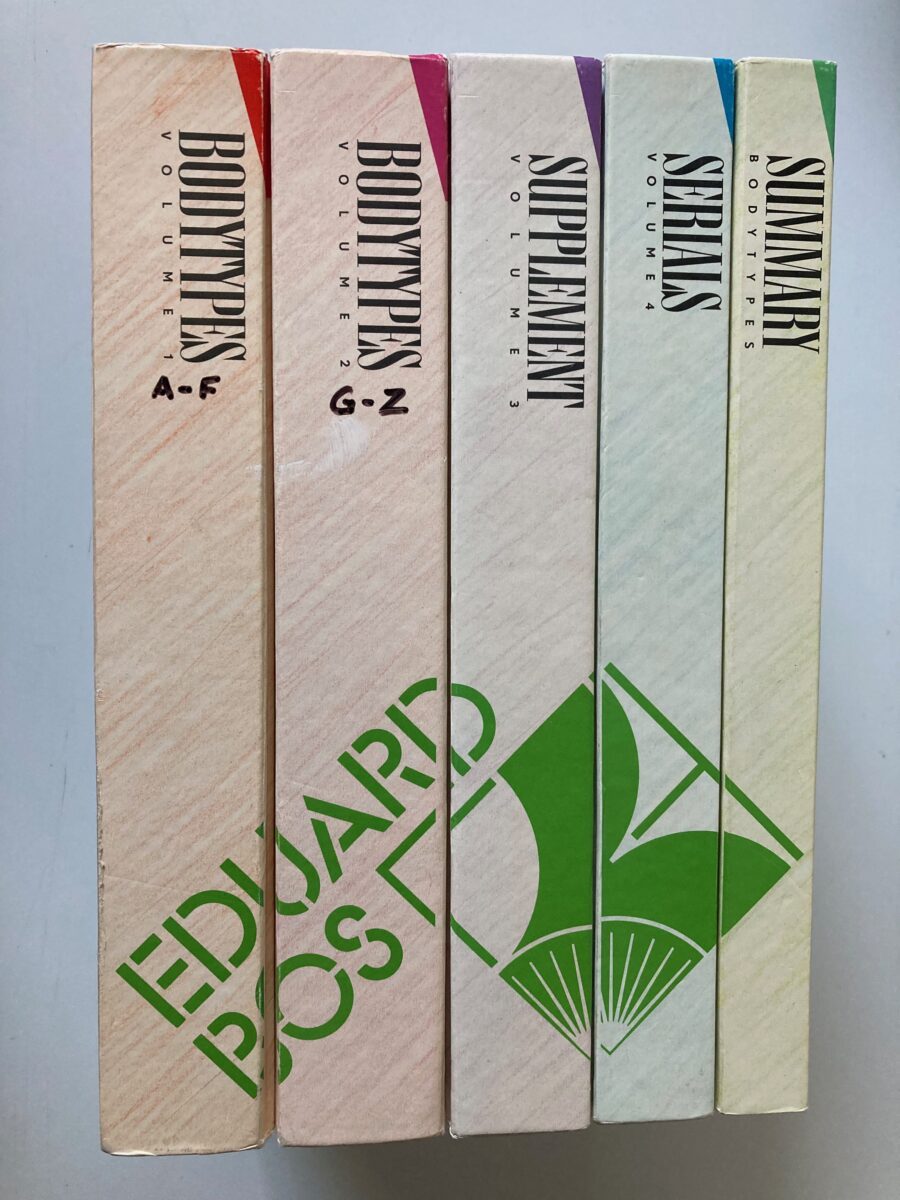 BODYTYPES
VOLUME 1
A-F
BODYTYPES
VOLUME 2
G-Z
SUPPLEMENT
VOLUME 3
SERIALS
VOLUME 4
SUMMARY
BODYTYPES
EDUARD
BOS